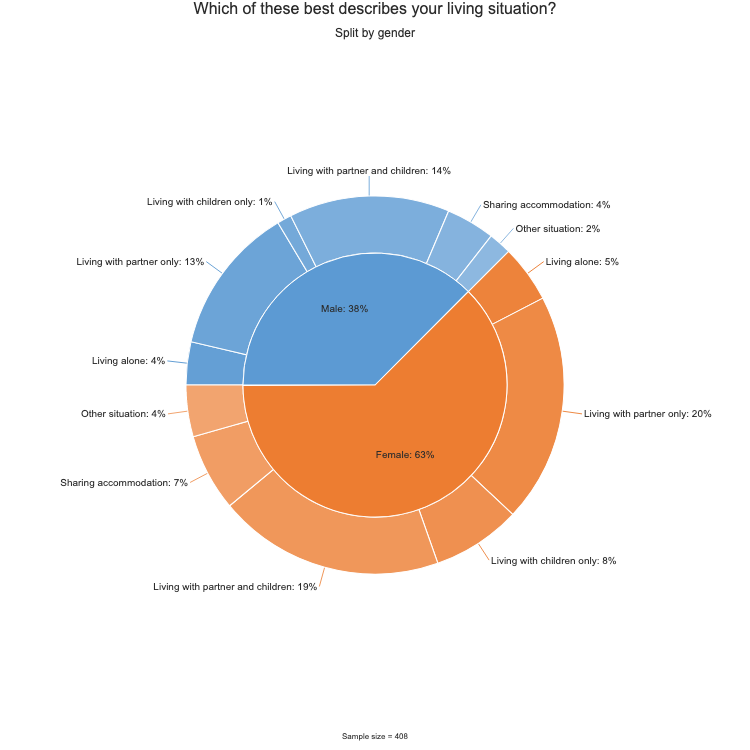 Which of these best describes your living situation?
Split by gender
Living with partner and children: 14%
Living with children only: 1%
Sharing accommodation: 4%
Other situation: 2%
Living with partner only: 13%
Living alone: 5%
Male: 38%
Living alone: 4%
Other situation: 4%
Living with partner only: 20%
Female: 63%
Sharing accommodation: 7%
Living with children only: 8%
Living with partner and children: 19%
Sample size = 408